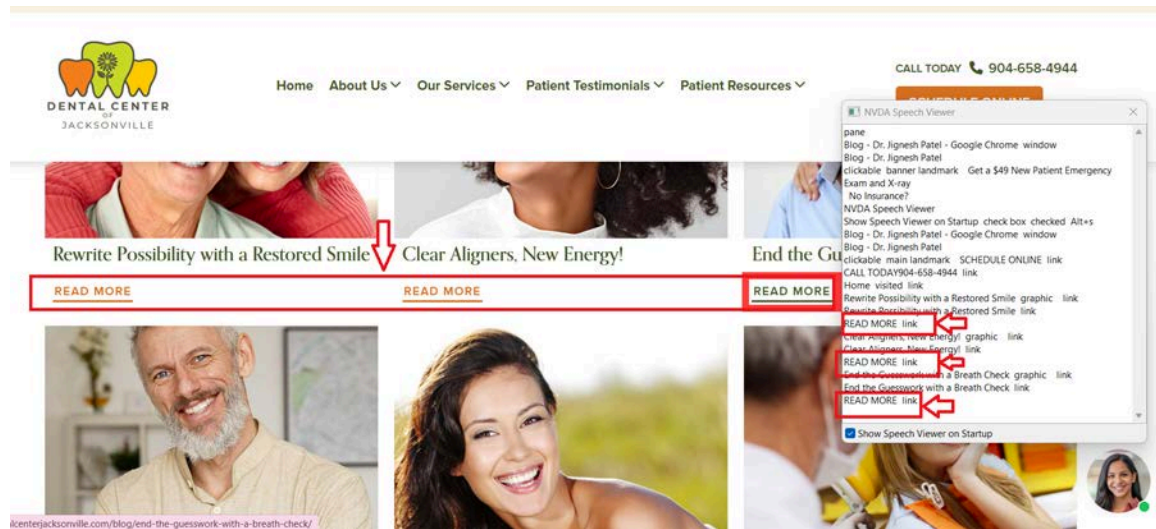 DENTAL CENTER
OF
JACKSONVILLE
Home About Us Our Services Patient Testimonials Patient Resources
CALL TODAY 904-658-4944
SCHEDULE ONLINE
Rewrite Possibility with a Restored Smile
Clear Aligners, New Energy!
End the Gu
READ MORE
READ MORE
READ MORE
NVDA Speech Viewer
pane
Blog - Dr. Jignesh Patel - Google Chrome window
Blog - Dr. Jignesh Patel
clickable banner landmark Get a $49 New Patient Emergency
Exam and X-ray
No Insurance?
NVDA Speech Viewer
Show Speech Viewer on Startup check box checked Alt+s
Blog - Dr. Jignesh Patel - Google Chrome window
Blog - Dr. Jignesh Patel
clickable main landmark SCHEDULE ONLINE link
CALL TODAY904-658-4944 link
Home visited link
Rewrite Possibility with a Restored Smile graphic link
Rewrite Possibility with a Restored Smile link
READ MORE link
Clear Aligners, New Energy! graphic link
Clear Aligners, New Energy! link
READ MORE link
End the Guesswork with a Breath Check graphic link
End the Guesswork with a Breath Check link
READ MORE link
Show Speech Viewer on Startup
lcenterjacksonville.com/blog/end-the-guesswork-with-a-breath-check/